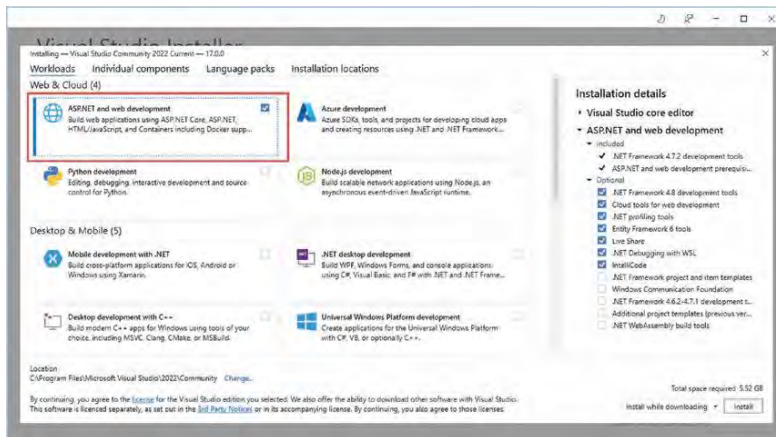 Visual Studio Installer
Installing — Visual Studio Community 2022 Current — 17.0.0
Workloads Individual components Language packs Installation locations
Web & Cloud (4)
ASP.NET and web development
Build web applications using ASP.NET Core, ASP.NET,
HTML/JavaScript, and Containers including Docker supp...
Azure development
Azure SDKs, tools, and projects for developing cloud apps
and creating resources using .NET and .NET Framework...
Python development
Editing, debugging, interactive development and source
control for Python.
Node.js development
Build scalable network applications using Node.js, an
asynchronous event-driven JavaScript runtime.
Desktop & Mobile (5)
Mobile development with .NET
Build cross-platform applications for iOS, Android or
Windows using Xamarin.
.NET desktop development
Build WPF, Windows Forms, and console applications
using C#, Visual Basic, and F# with .NET and .NET Frame...
Desktop development with C++
Build modern C++ apps for Windows using tools of your
choice, including MSVC, Clang, CMake, or MSBuild.
Universal Windows Platform development
Create applications for the Universal Windows Platform
with C#, VB, or optionally C++.
Location
C:\Program Files\Microsoft Visual Studio\2022\Community Change...
By continuing, you agree to the license for the Visual Studio edition you selected. We also offer the ability to download other software with Visual Studio.
This software is licenced separately, as set out in the 3rd Party Notices or in its accompanying license. By continuing, you also agree to those licenses.
Installation details
Visual Studio core editor
ASP.NET and web development
Included
.NET Framework 4.7.2 development tools
ASP.NET and web development prerequisi...
Optional
.NET Framework 4.8 development tools
Cloud tools for web development
.NET profiling tools
Entity Framework 6 tools
Live Share
.NET Debugging with WSL
IntelliCode
.NET Framework project and item templates
Windows Communication Foundation
.NET Framework 4.6.2-4.7.1 development t...
Additional project templates (previous ver...
.NET WebAssembly build tools
Total space required 5.52 GB
Install while downloading Install